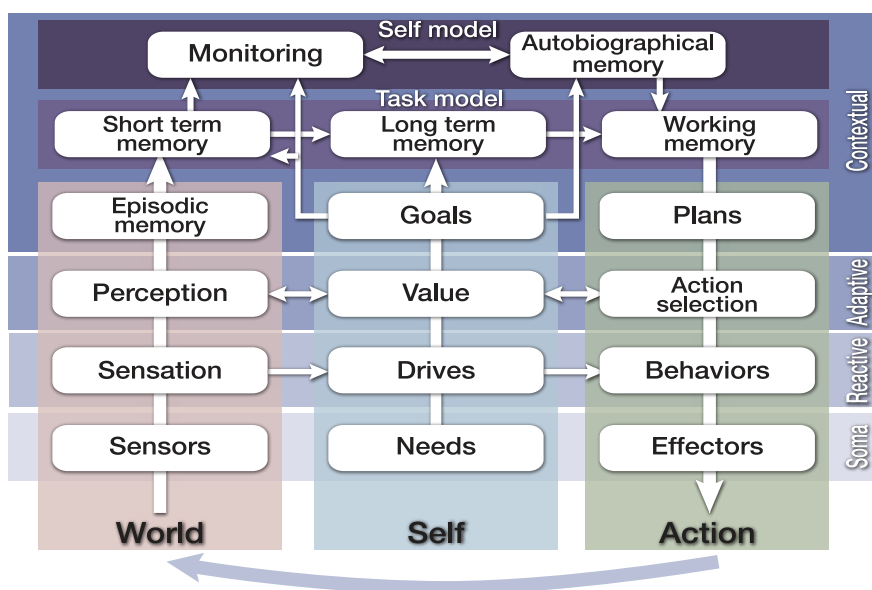 Self model
Monitoring
Autobiographical
memory
Task model
Short term
memory
Long term
memory
Working
memory
Contextual
Episodic
memory
Goals
Plans
Perception
Value
Action
selection
Adaptive
Sensation
Drives
Behaviors
Reactive
Sensors
Needs
Effectors
Soma
World
Self
Action